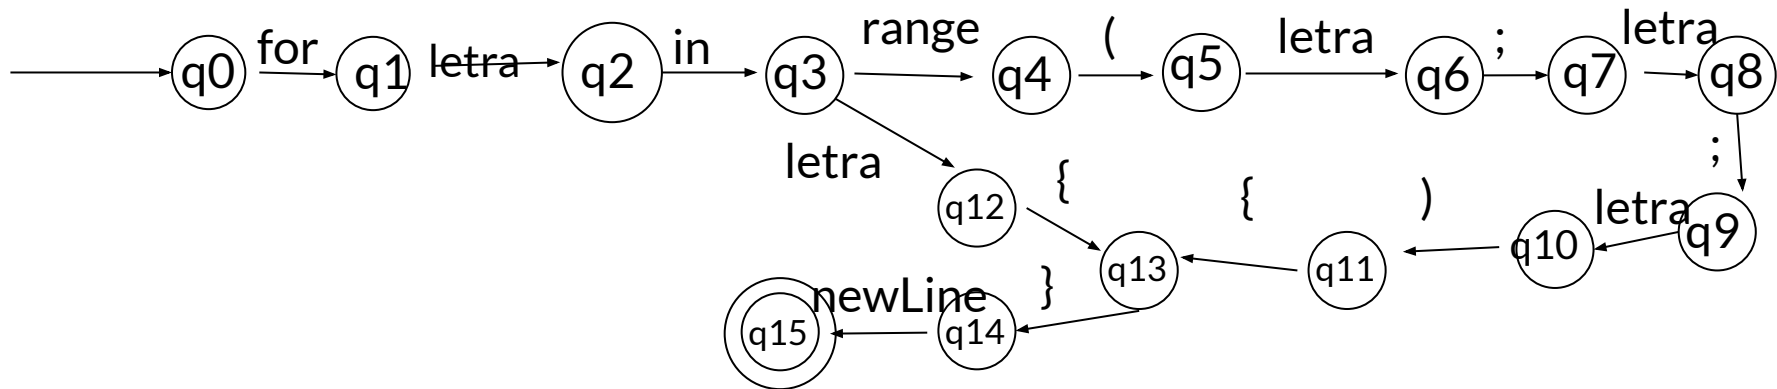 q0 for q1 letra q2 in q3 range q4 ( q5 letra q6 ; q7 letra q8
;
letra q12 { { ) letra q9
q13 q11 q10
q15 newLine q14 }